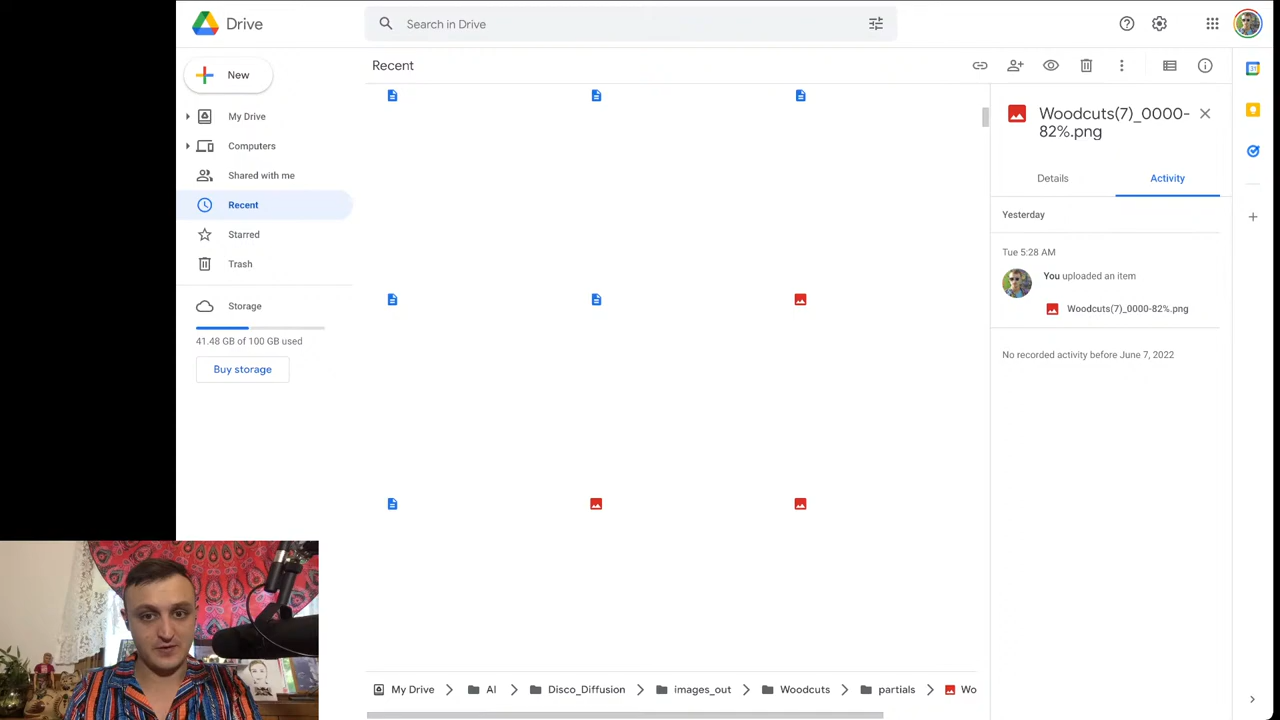 Drive
Search in Drive
New
Recent
My Drive
Computers
Shared with me
Recent
Starred
Trash
Storage
41.48 GB of 100 GB used
Buy storage
Woodcuts(7)_0000-
82%.png
Details
Activity
Yesterday
Tue 5:28 AM
You uploaded an item
Woodcuts(7)_0000-82%.png
No recorded activity before June 7, 2022
31
My Drive
AI
Disco_Diffusion
images_out
Woodcuts
partials
Wo